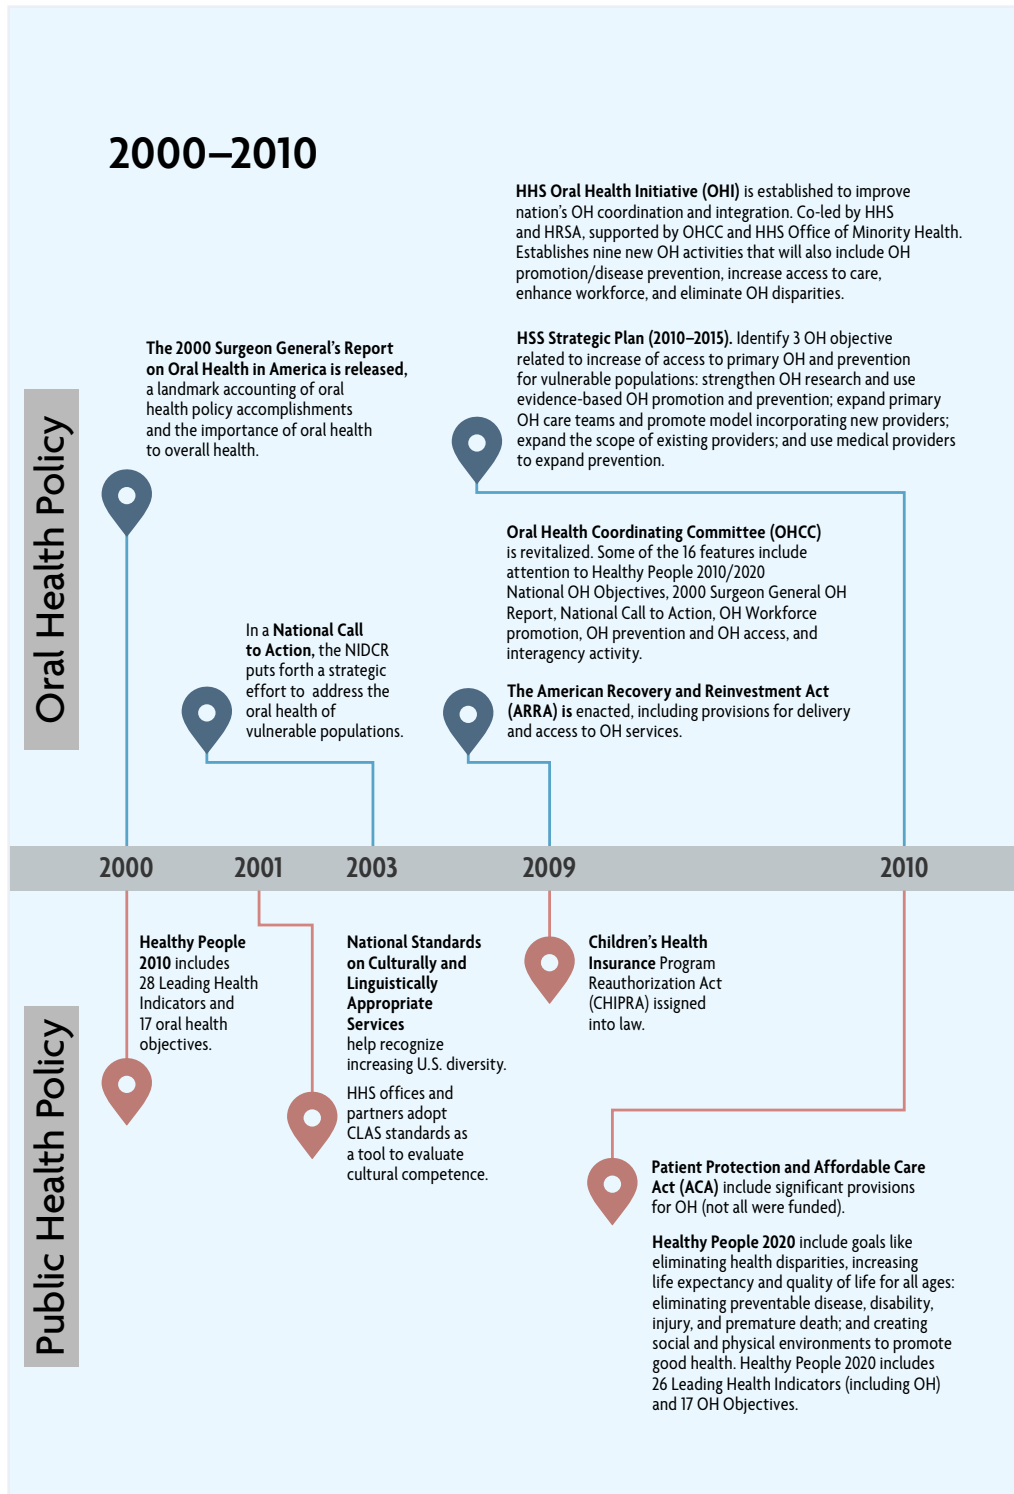 2000–2010
HHS Oral Health Initiative (OHI) is established to improve
nation's OH coordination and integration. Co-led by HHS
and HRSA, supported by OHCC and HHS Office of Minority Health.
Establishes nine new OH activities that will also include OH
promotion/disease prevention, increase access to care,
enhance workforce, and eliminate OH disparities.
HSS Strategic Plan (2010–2015). Identify 3 OH objective
related to increase of access to primary OH and prevention
for vulnerable populations: strengthen OH research and use
evidence-based OH promotion and prevention; expand primary
OH care teams and promote model incorporating new providers;
expand the scope of existing providers; and use medical providers
to expand prevention.
The 2000 Surgeon General's Report
on Oral Health in America is released,
a landmark accounting of oral
health policy accomplishments
and the importance of oral health
to overall health.
Oral Health Policy
Oral Health Coordinating Committee (OHCC)
is revitalized. Some of the 16 features include
attention to Healthy People 2010/2020
National OH Objectives, 2000 Surgeon General OH
Report, National Call to Action, OH Workforce
promotion, OH prevention and OH access, and
interagency activity.
In a National Call
to Action, the NIDCR
puts forth a strategic
effort to address the
oral health of
vulnerable populations.
The American Recovery and Reinvestment Act
(ARRA) is enacted, including provisions for delivery
and access to OH services.
2000 2001 2003 2009 2010
Public Health Policy
Healthy People
2010 includes
28 Leading Health
Indicators and
17 oral health
objectives.
National Standards
on Culturally and
Linguistically
Appropriate
Services
help recognize
increasing U.S. diversity.
HHS offices and
partners adopt
CLAS standards as
a tool to evaluate
cultural competence.
Children's Health
Insurance Program
Reauthorization Act
(CHIPRA) issigned
into law.
Patient Protection and Affordable Care
Act (ACA) include significant provisions
for OH (not all were funded).
Healthy People 2020 include goals like
eliminating health disparities, increasing
life expectancy and quality of life for all ages:
eliminating preventable disease, disability,
injury, and premature death; and creating
social and physical environments to promote
good health. Healthy People 2020 includes
26 Leading Health Indicators (including OH)
and 17 OH Objectives.